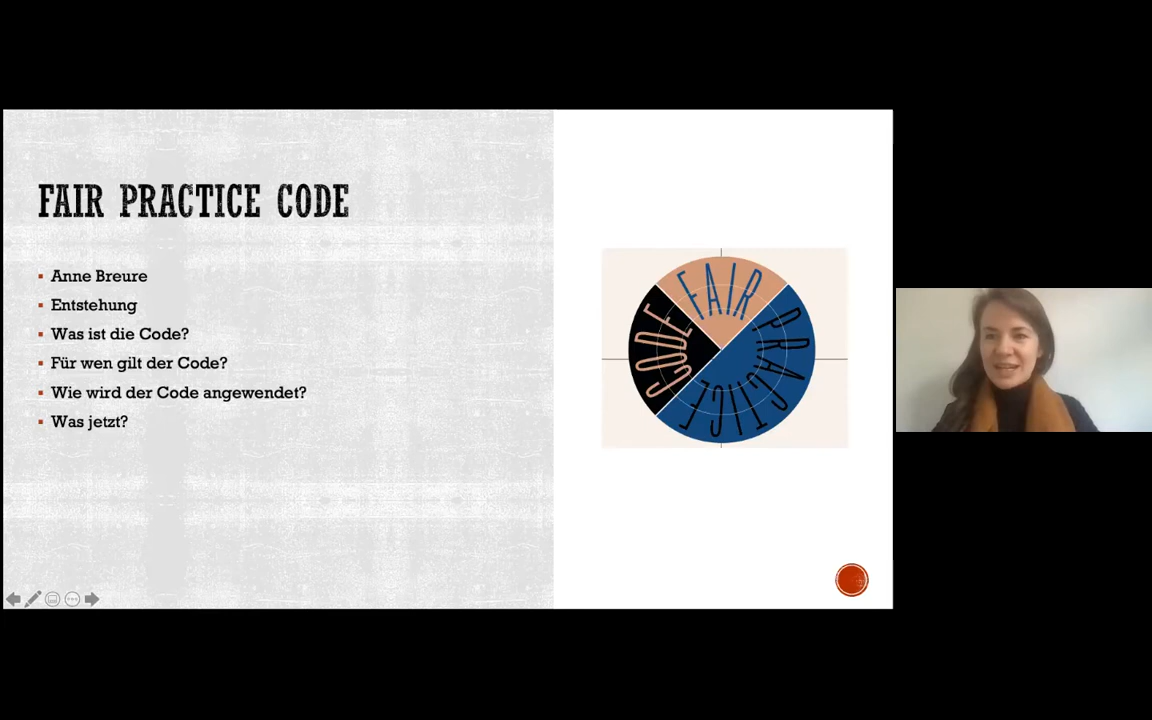 FAIR PRACTICE CODE
Anne Breure
Entstehung
Was ist die Code?
Für wen gilt der Code?
Wie wird der Code angewendet?
Was jetzt?
FAIR
PRACTICE
CODE